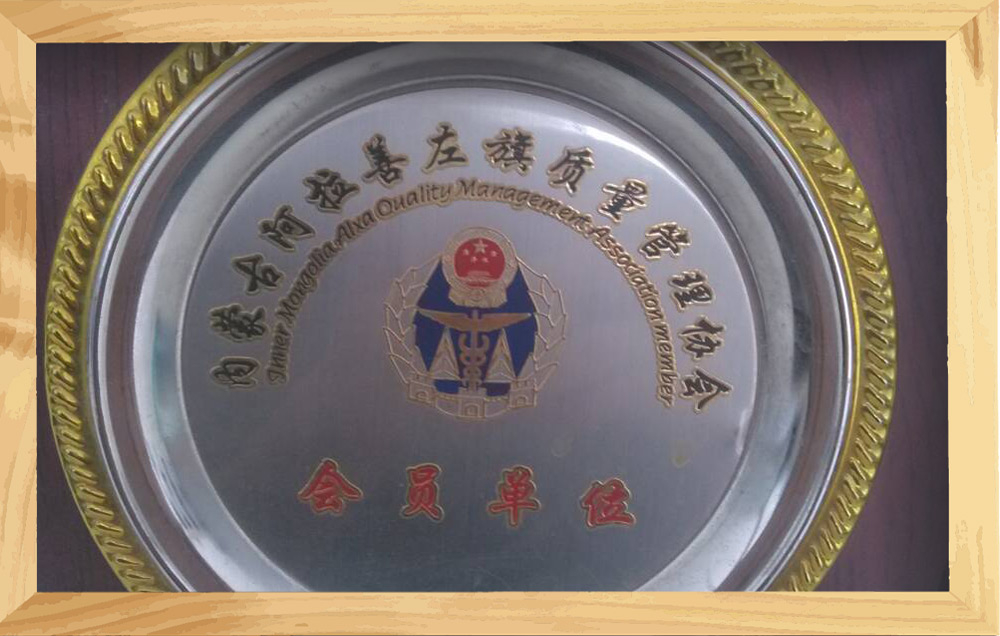 内蒙古阿拉善左旗质量管理协会
Inner Mongolia Alxa Quality Management Association member
会员单位